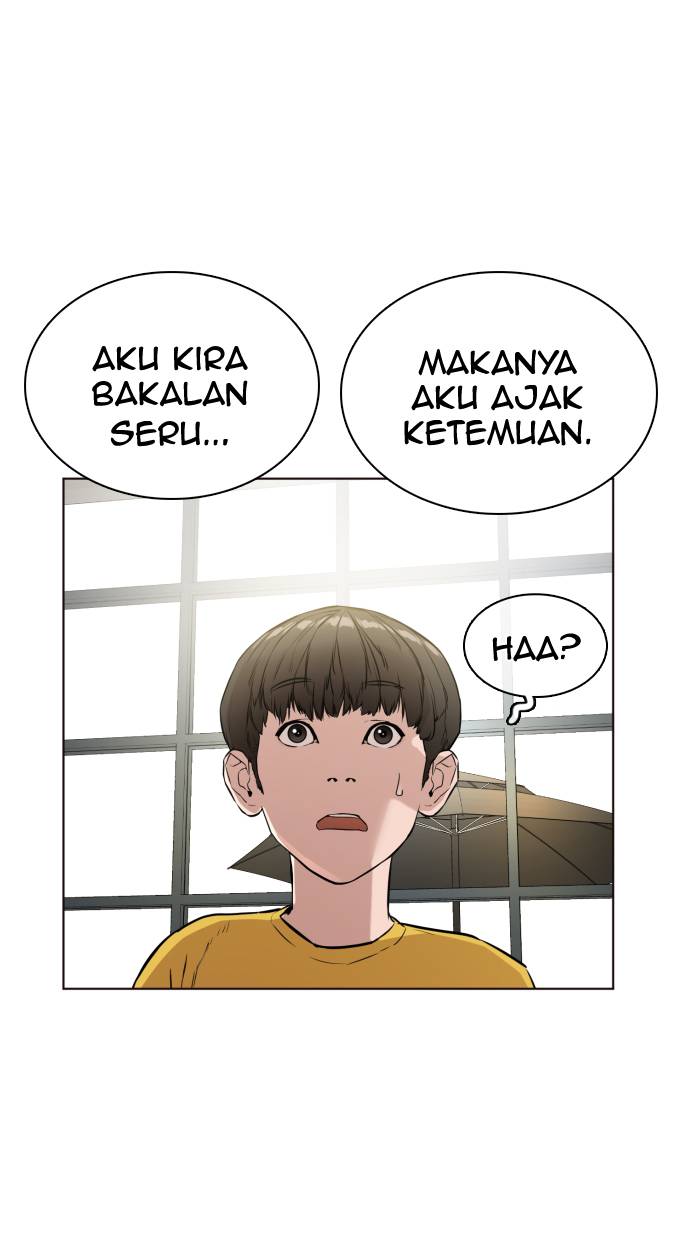 AKU KIRA
BAKALAN
SERU...
MAKANYA
AKU AJAK
KETEMUAN.
HAA?